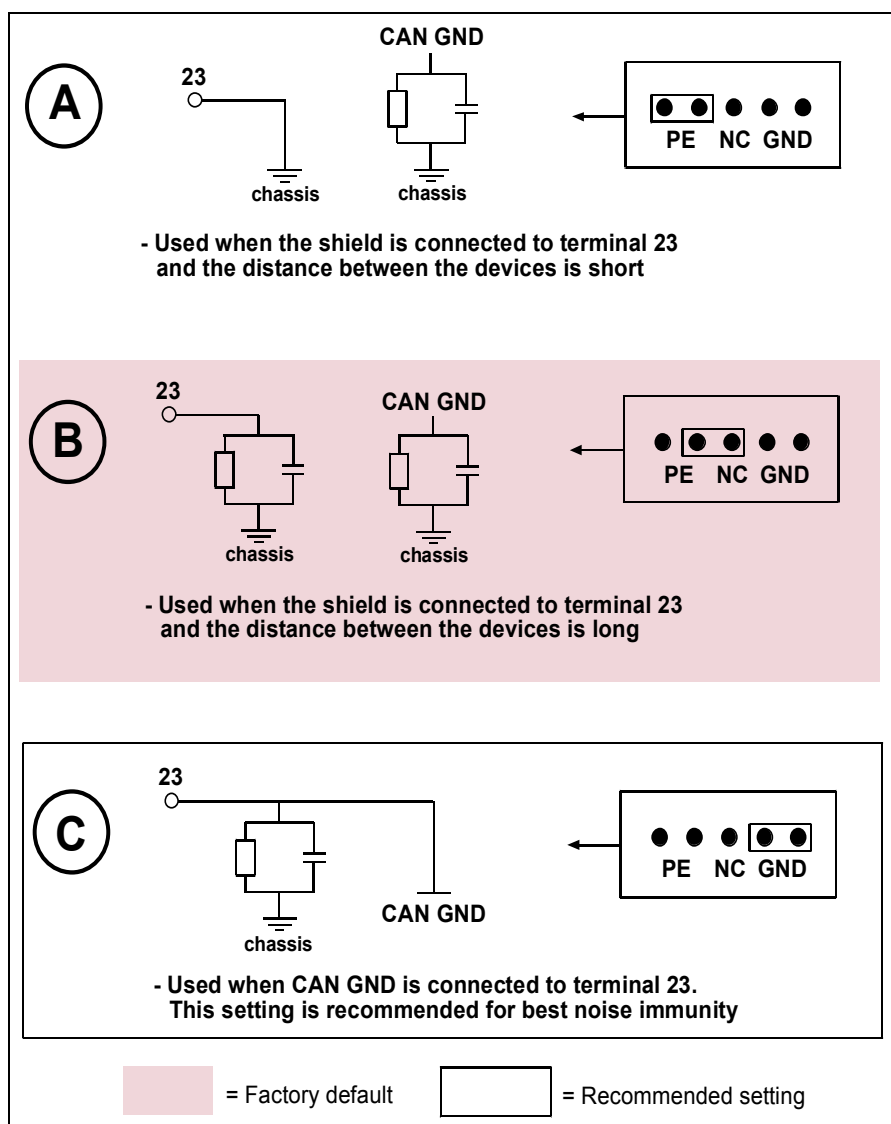 A
23
chassis
CAN GND
chassis
PE NC GND
- Used when the shield is connected to terminal 23
and the distance between the devices is short
B
23
chassis
CAN GND
chassis
PE NC GND
- Used when the shield is connected to terminal 23
and the distance between the devices is long
C
23
chassis
CAN GND
PE NC GND
- Used when CAN GND is connected to terminal 23.
This setting is recommended for best noise immunity
= Factory default
= Recommended setting